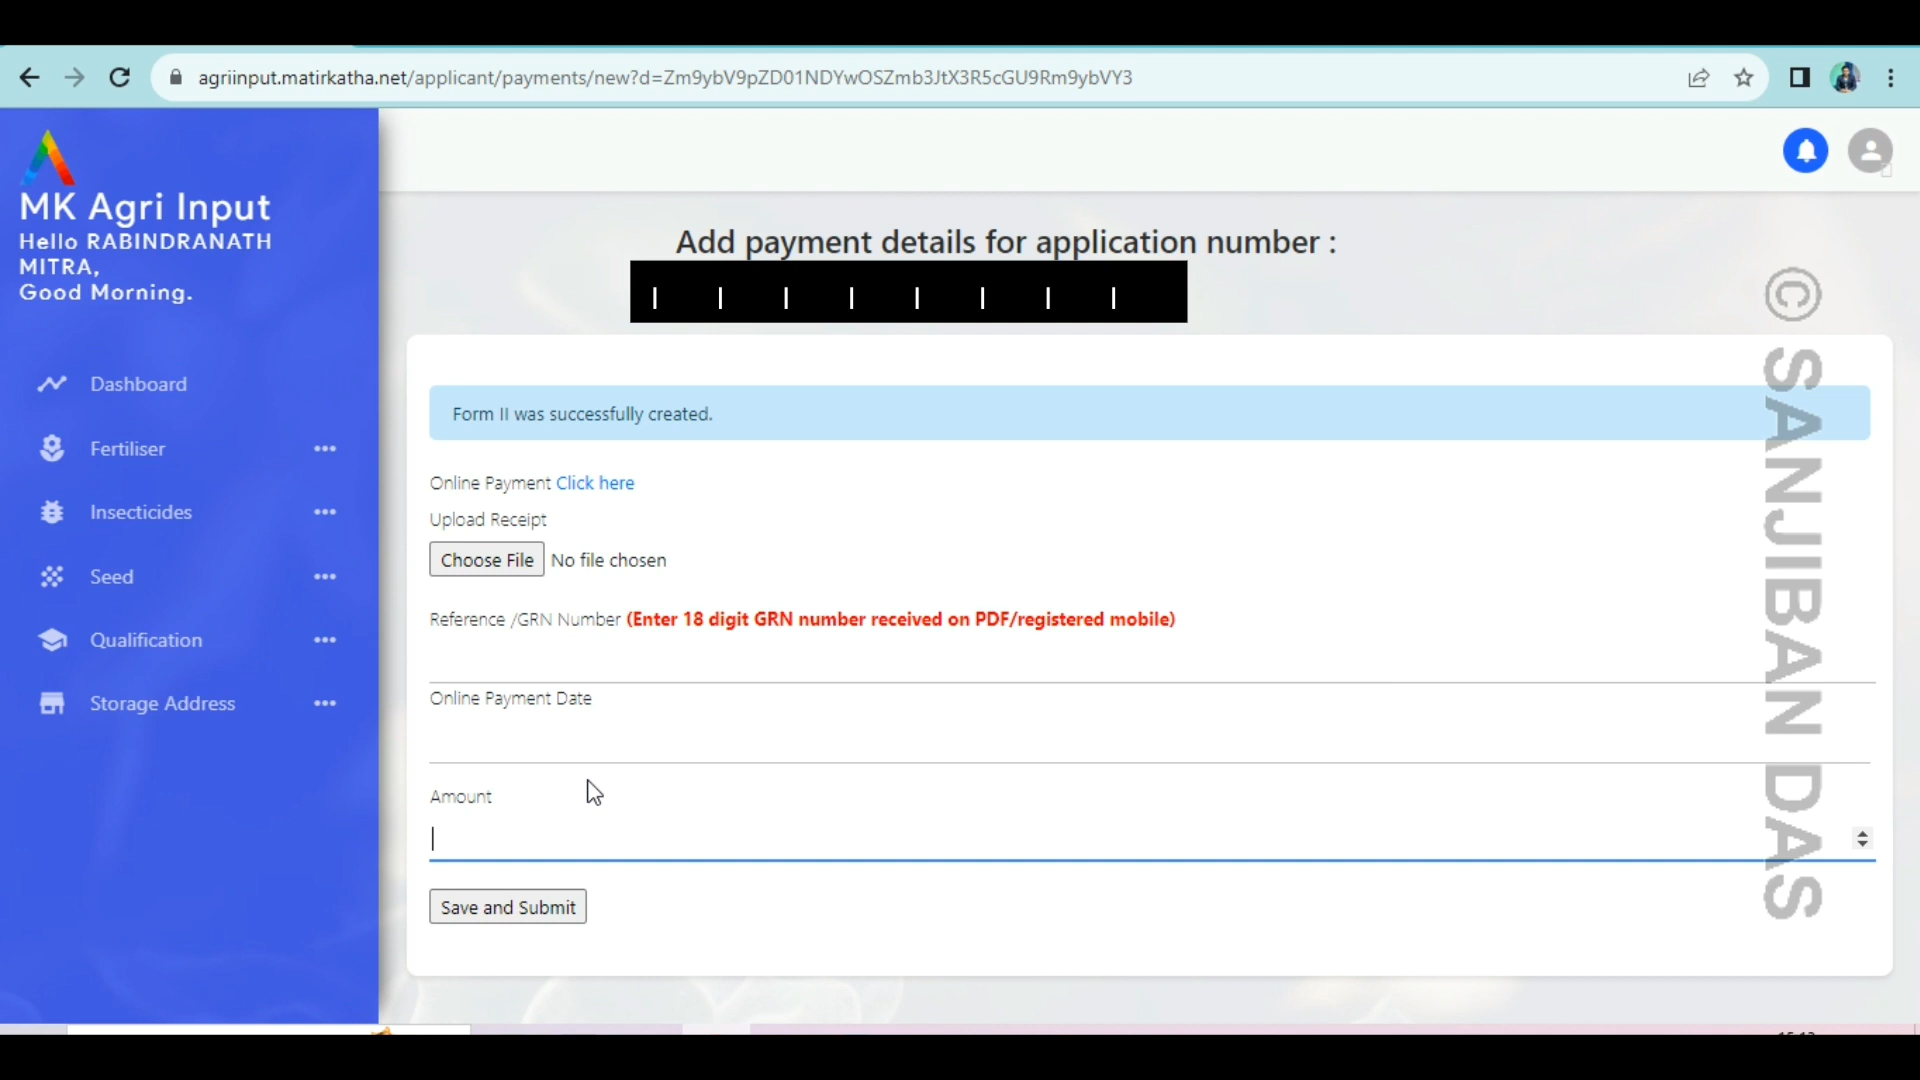 agriinput.matirkatha.net/applicant/payments/new?d=Zm9ybV9pZD01NDYwOSZmb3JtX3R5cGU9Rm9ybVY3
MK Agri Input
Hello RABINDRANATH
MITRA,
Good Morning.
Dashboard
Fertiliser
Insecticides
Seed
Qualification
Storage Address
Add payment details for application number :
Form II was successfully created.
Online Payment Click here
Upload Receipt
Choose File No file chosen
Reference /GRN Number (Enter 18 digit GRN number received on PDF/registered mobile)
Online Payment Date
Amount
Save and Submit
© SANJIBAN DAS